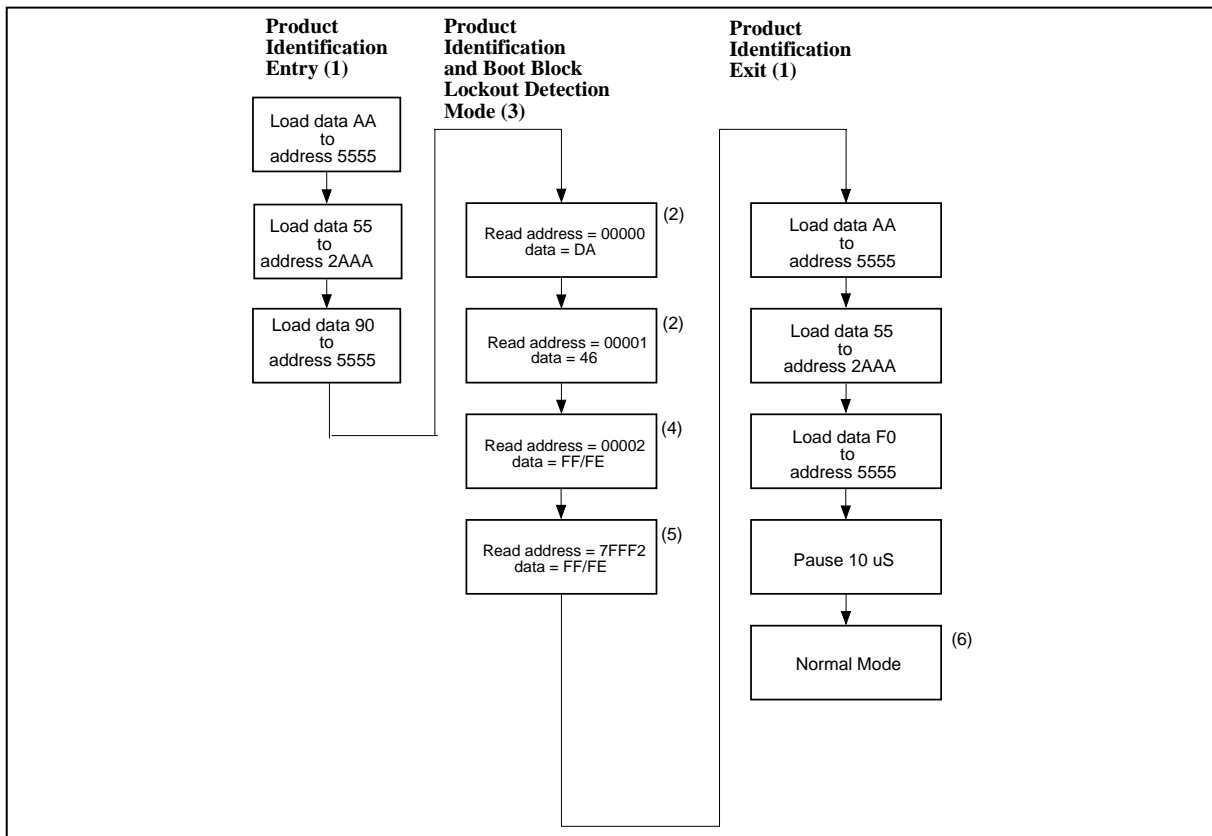 Product
Identification
Entry (1)
Load data AA
to
address 5555
Load data 55
to
address 2AAA
Load data 90
to
address 5555
Product
Identification
and Boot Block
Lockout Detection
Mode (3)
Read address = 00000
data = DA
(2)
Read address = 00001
data = 46
(2)
Read address = 00002
data = FF/FE
(4)
Read address = 7FFF2
data = FF/FE
(5)
Product
Identification
Exit (1)
Load data AA
to
address 5555
Load data 55
to
address 2AAA
Load data F0
to
address 5555
Pause 10 uS
Normal Mode
(6)